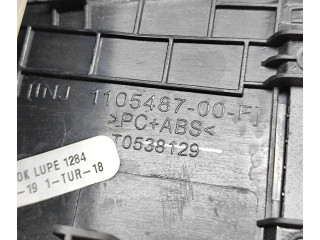 INJ 1105487-00-F
>PC+ABS<
T0538129
OK LUPE 1284
-19 1-TUR-18